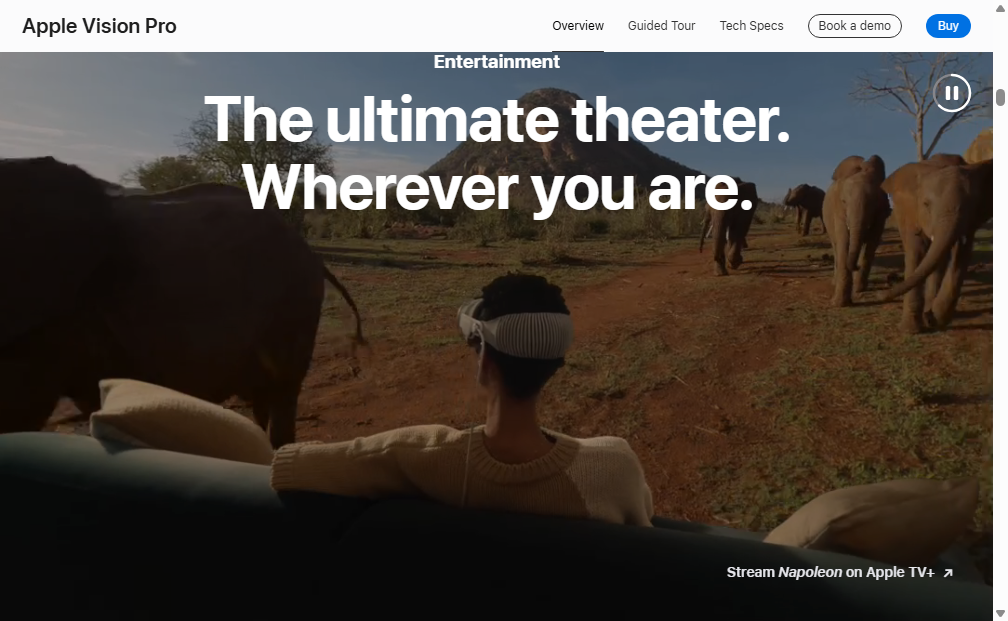 Apple Vision Pro
Overview
Guided Tour
Tech Specs
Book a demo
Buy
Entertainment
The ultimate theater.
Wherever you are.
Stream Napoleon on Apple TV+